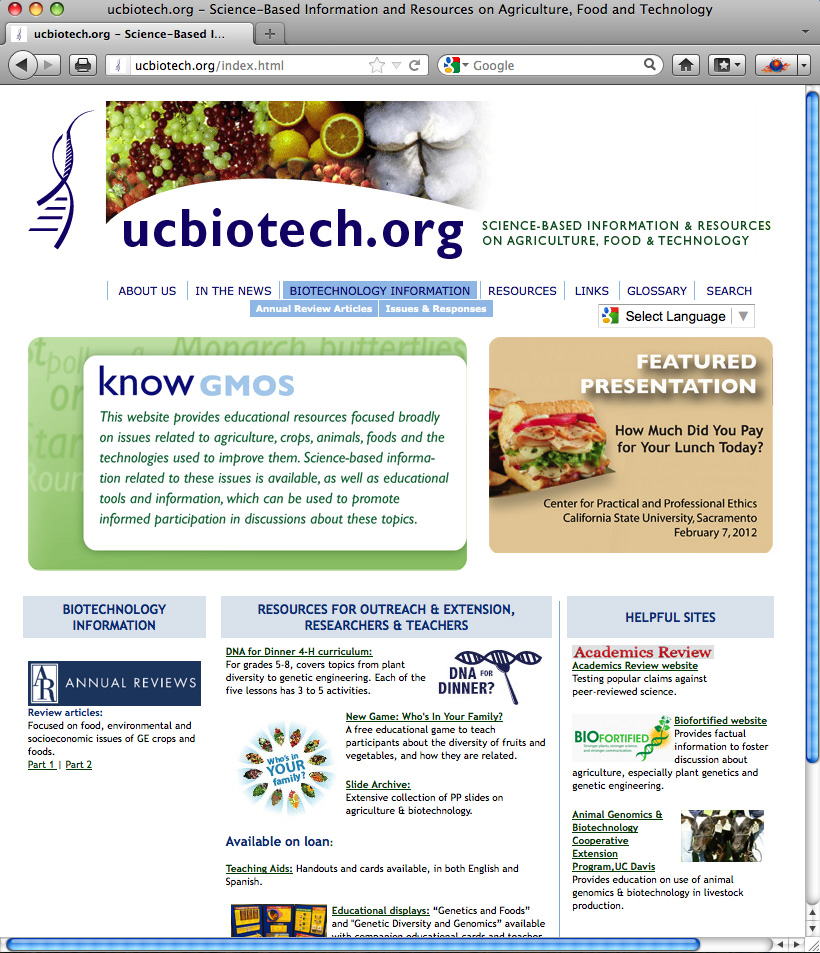 ucbiotech.org – Science-Based Information and Resources on Agriculture, Food and Technology
ucbiotech.org – Science-Based I...
ucbiotech.org/index.html
Google
ucbiotech.org
SCIENCE-BASED INFORMATION & RESOURCES
ON AGRICULTURE, FOOD & TECHNOLOGY
ABOUT US
IN THE NEWS
BIOTECHNOLOGY INFORMATION
RESOURCES
LINKS
GLOSSARY
SEARCH
Annual Review Articles
Issues & Responses
Select Language
Monarch butterflies
know GMOS
This website provides educational resources focused broadly
on issues related to agriculture, crops, animals, foods and the
technologies used to improve them. Science-based informa-
tion related to these issues is available, as well as educational
tools and information, which can be used to promote
informed participation in discussions about these topics.
FEATURED
PRESENTATION
How Much Did You Pay
for Your Lunch Today?
Center for Practical and Professional Ethics
California State University, Sacramento
February 7, 2012
BIOTECHNOLOGY
INFORMATION
AR ANNUAL REVIEWS
Review articles:
Focused on food, environmental and
socioeconomic issues of GE crops and
foods.
Part 1 | Part 2
RESOURCES FOR OUTREACH & EXTENSION,
RESEARCHERS & TEACHERS
DNA for Dinner 4-H curriculum:
For grades 5-8, covers topics from plant
diversity to genetic engineering. Each of the
five lessons has 3 to 5 activities.
DNA FOR
DINNER?
Who's in
YOUR
family?
New Game: Who's In Your Family?
A free educational game to teach
participants about the diversity of fruits and
vegetables, and how they are related.
Slide Archive:
Extensive collection of PP slides on
agriculture & biotechnology.
Available on loan:
Teaching Aids: Handouts and cards available, in both English and
Spanish.
Educational displays: “Genetics and Foods”
and "Genetic Diversity and Genomics” available
with companion educational cards and teacher
HELPFUL SITES
Academics Review
Academics Review website
Testing popular claims against
peer-reviewed science.
BIOFORTIFIED
Stronger plants, stronger science
and stronger communication.
Biofortified website
Provides factual
information to foster
discussion about
agriculture, especially plant genetics and
genetic engineering.
Animal Genomics &
Biotechnology
Cooperative
Extension
Program,UC Davis
Provides education on use of animal
genomics & biotechnology in livestock
production.